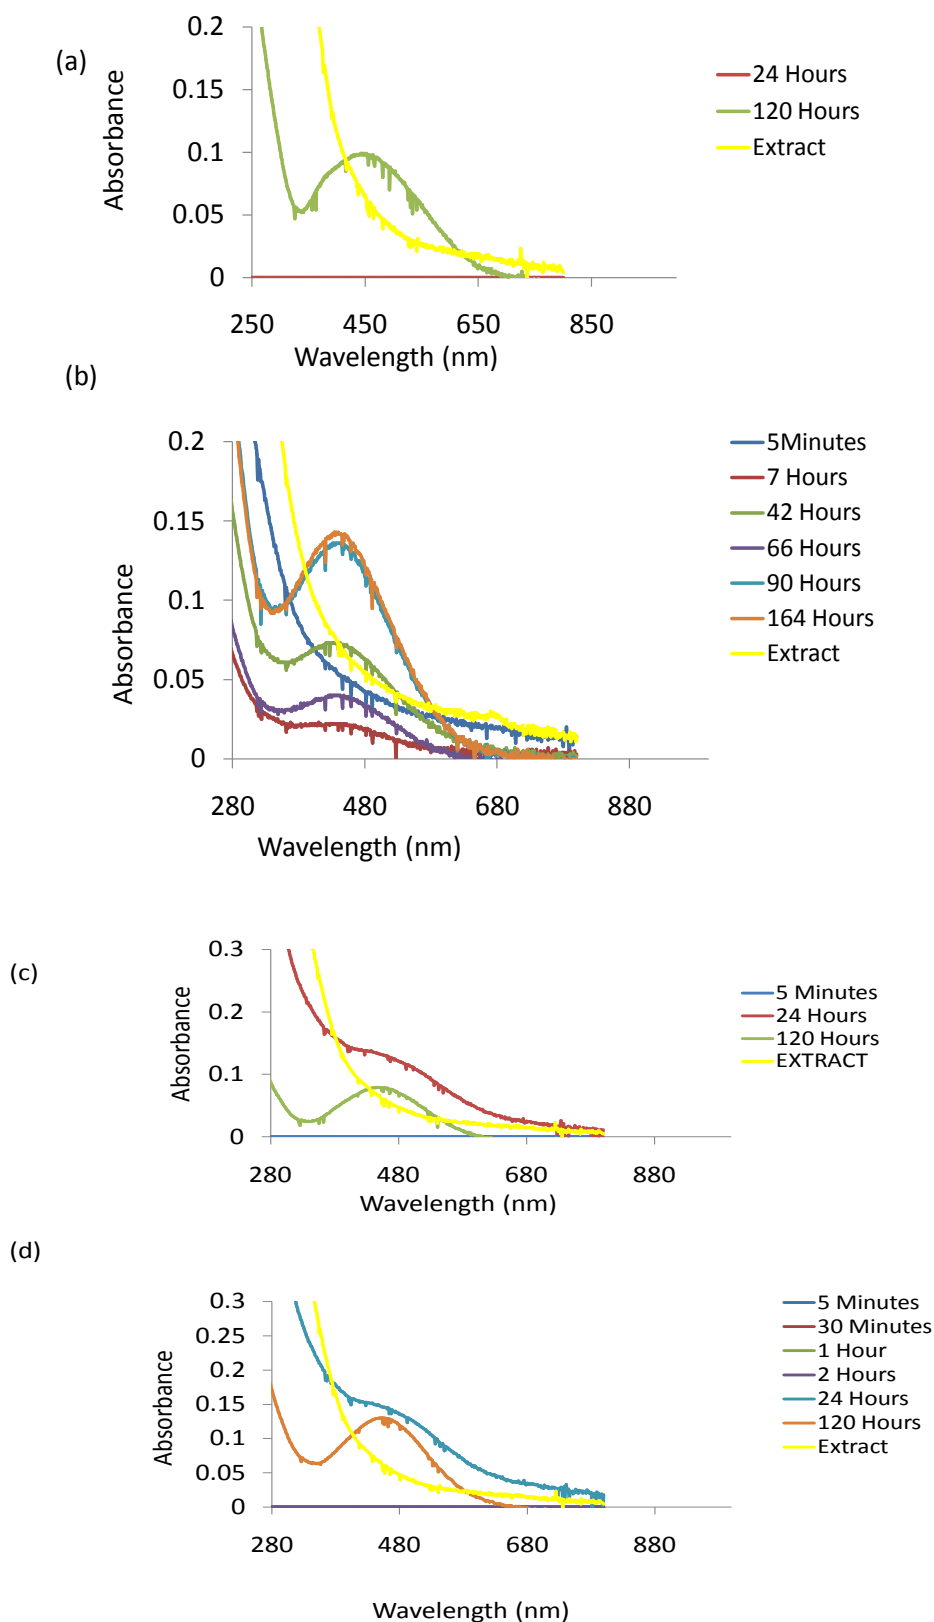 (a)
0.2
0.15
0.1
0.05
0
Absorbance
250 450 650 850
Wavelength (nm)
24 Hours
120 Hours
Extract
(b)
0.2
0.15
0.1
0.05
0
Absorbance
280 480 680 880
Wavelength (nm)
5Minutes
7 Hours
42 Hours
66 Hours
90 Hours
164 Hours
Extract
(c)
0.3
0.2
0.1
0
Absorbance
280 480 680 880
Wavelength (nm)
5 Minutes
24 Hours
120 Hours
EXTRACT
(d)
0.3
0.25
0.2
0.15
0.1
0.05
0
Absorbance
280 480 680 880
Wavelength (nm)
5 Minutes
30 Minutes
1 Hour
2 Hours
24 Hours
120 Hours
Extract